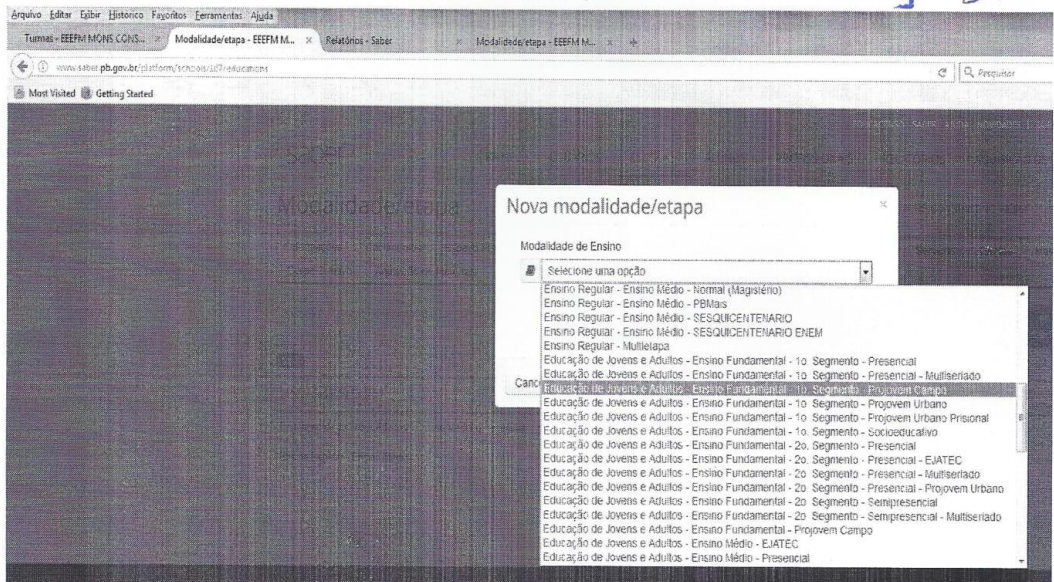 Arquivo Editar Exibir Histórico Favoritos Ferramentas Ajuda
Turmas - EEEFM MONS CONS... × Modalidade/etapa - EEEFM M... × Relatórios - Saber × Modalidade/etapa - EEEFM M... × +
www.saber.pb.gov.br/platform/schools/
Pesquisar
Most Visited Getting Started
saber
Modalidade/etapa
Nova modalidade/etapa ×
Modalidade de Ensino
Selecione uma opção
Ensino Regular - Ensino Médio - Normal (Magistério)
Ensino Regular - Ensino Médio - PBMais
Ensino Regular - Ensino Médio - SESQUICENTENARIO
Ensino Regular - Ensino Médio - SESQUICENTENARIO ENEM
Ensino Regular - Multietapa
Educação de Jovens e Adultos - Ensino Fundamental - 1o. Segmento - Presencial
Educação de Jovens e Adultos - Ensino Fundamental - 1o. Segmento - Presencial - Multiseriado
Educação de Jovens e Adultos - Ensino Fundamental - 1o. Segmento - Projovem Campo
Educação de Jovens e Adultos - Ensino Fundamental - 1o. Segmento - Projovem Urbano
Educação de Jovens e Adultos - Ensino Fundamental - 1o. Segmento - Projovem Urbano Prisional
Educação de Jovens e Adultos - Ensino Fundamental - 1o. Segmento - Socioeducativo
Educação de Jovens e Adultos - Ensino Fundamental - 2o. Segmento - Presencial
Educação de Jovens e Adultos - Ensino Fundamental - 2o. Segmento - Presencial - EJATEC
Educação de Jovens e Adultos - Ensino Fundamental - 2o. Segmento - Presencial - Multiseriado
Educação de Jovens e Adultos - Ensino Fundamental - 2o. Segmento - Presencial - Projovem Urbano
Educação de Jovens e Adultos - Ensino Fundamental - 2o. Segmento - Semipresencial
Educação de Jovens e Adultos - Ensino Fundamental - 2o. Segmento - Semipresencial - Multiseriado
Educação de Jovens e Adultos - Ensino Fundamental - Projovem Campo
Educação de Jovens e Adultos - Ensino Médio - EJATEC
Educação de Jovens e Adultos - Ensino Médio - Presencial
Canc